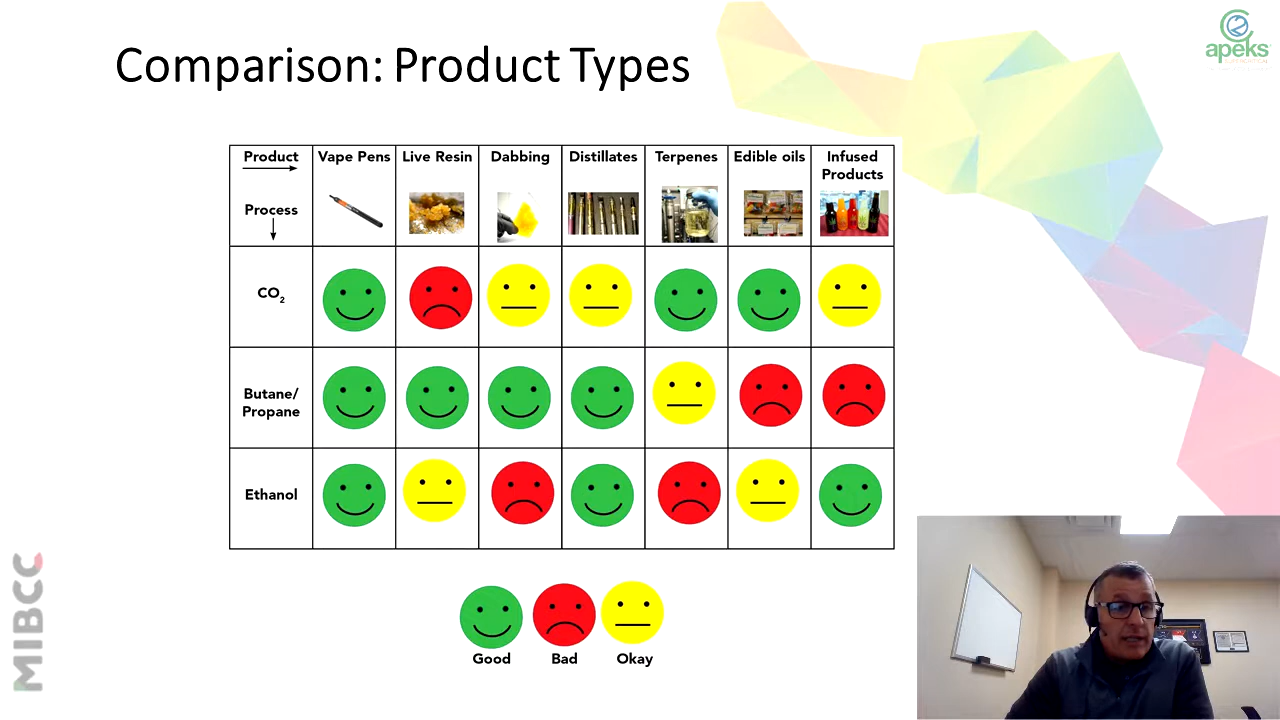 Comparison: Product Types
apeks
Product
Vape Pens
Live Resin
Dabbing
Distillates
Terpenes
Edible oils
Infused
Products
Process
CO2
Butane/
Propane
Ethanol
Good
Bad
Okay
MIBCC